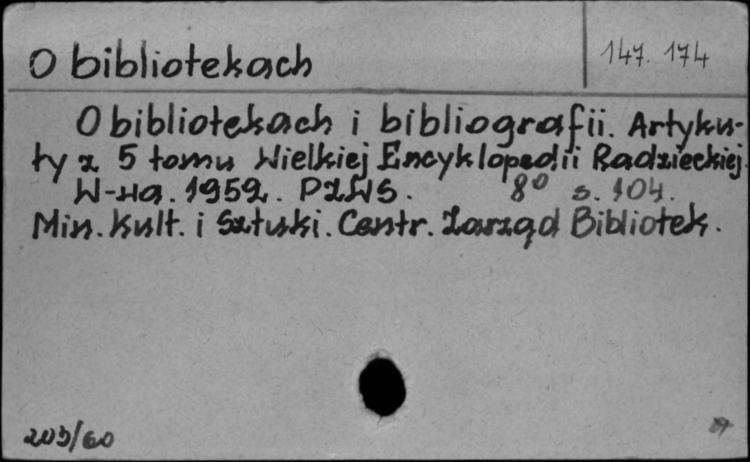 O bibliotekach
147.174
O bibliotekach i bibliografii. Artyku-
ły z 5 tomu Wielkiej Encyklopedii Radzieckiej.
W-wa. 1952. PZWS. 8° s. 104.
Min. Kult. i Sztuki. Centr. Zarząd Bibliotek.
203/60